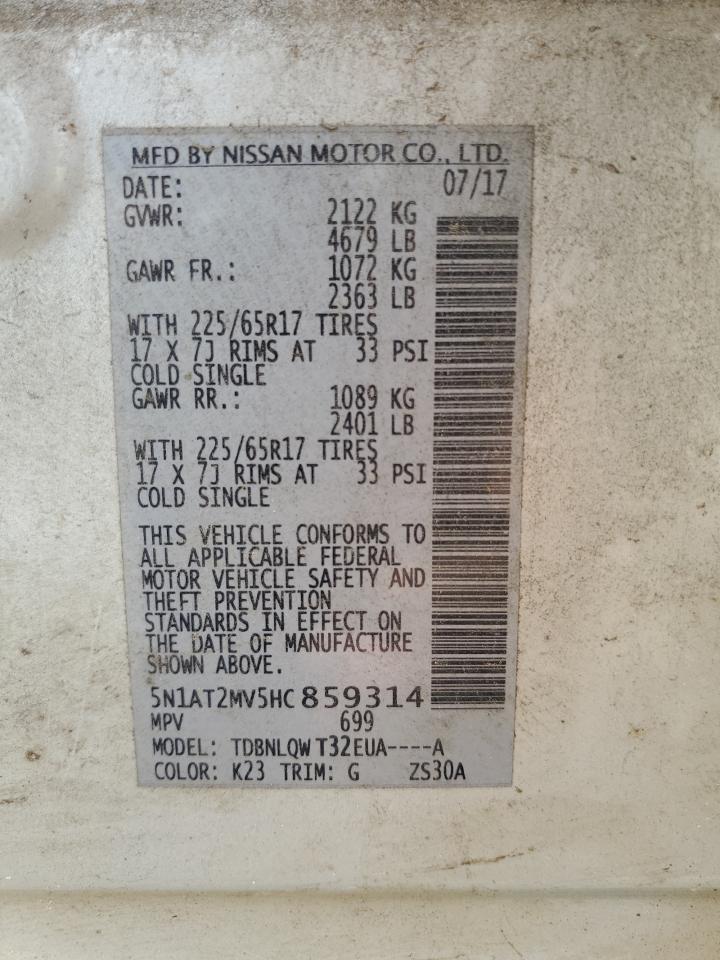 MFD BY NISSAN MOTOR CO., LTD.
DATE: 07/17
GVWR: 2122 KG
4679 LB
GAWR FR.: 1072 KG
2363 LB
WITH 225/65R17 TIRES
17 X 7J RIMS AT 33 PSI
COLD SINGLE
GAWR RR.: 1089 KG
2401 LB
WITH 225/65R17 TIRES
17 X 7J RIMS AT 33 PSI
COLD SINGLE
THIS VEHICLE CONFORMS TO
ALL APPLICABLE FEDERAL
MOTOR VEHICLE SAFETY AND
THEFT PREVENTION
STANDARDS IN EFFECT ON
THE DATE OF MANUFACTURE
SHOWN ABOVE.
5N1AT2MV5HC859314
MPV 699
MODEL: TDBNLQW T32EUA----A
COLOR: K23 TRIM: G ZS30A